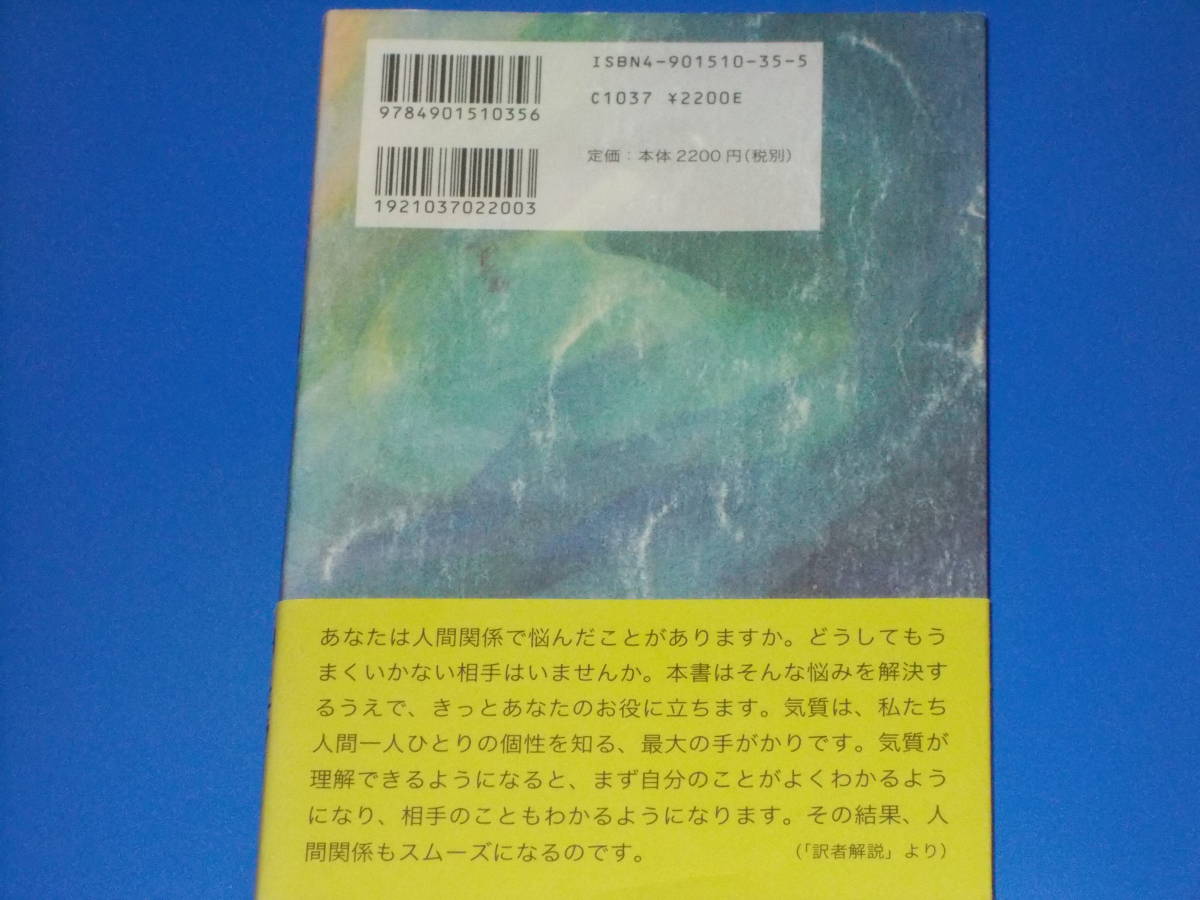 ISBN4-901510-35-5
9784901510356
C1037 ¥2200E
定価：本体2200円(税別)
1921037022003
あなたは人間関係で悩んだことがありますか。どうしてもう
まくいかない相手はいませんか。本書はそんな悩みを解決す
るうえで、きっとあなたのお役に立ちます。気質は、私たち
人間一人ひとりの個性を知る、最大の手がかりです。気質が
理解できるようになると、まず自分のことがよくわかるよう
になり、相手のこともわかるようになります。その結果、人
間関係もスムーズになるのです。 （「訳者解説」より）